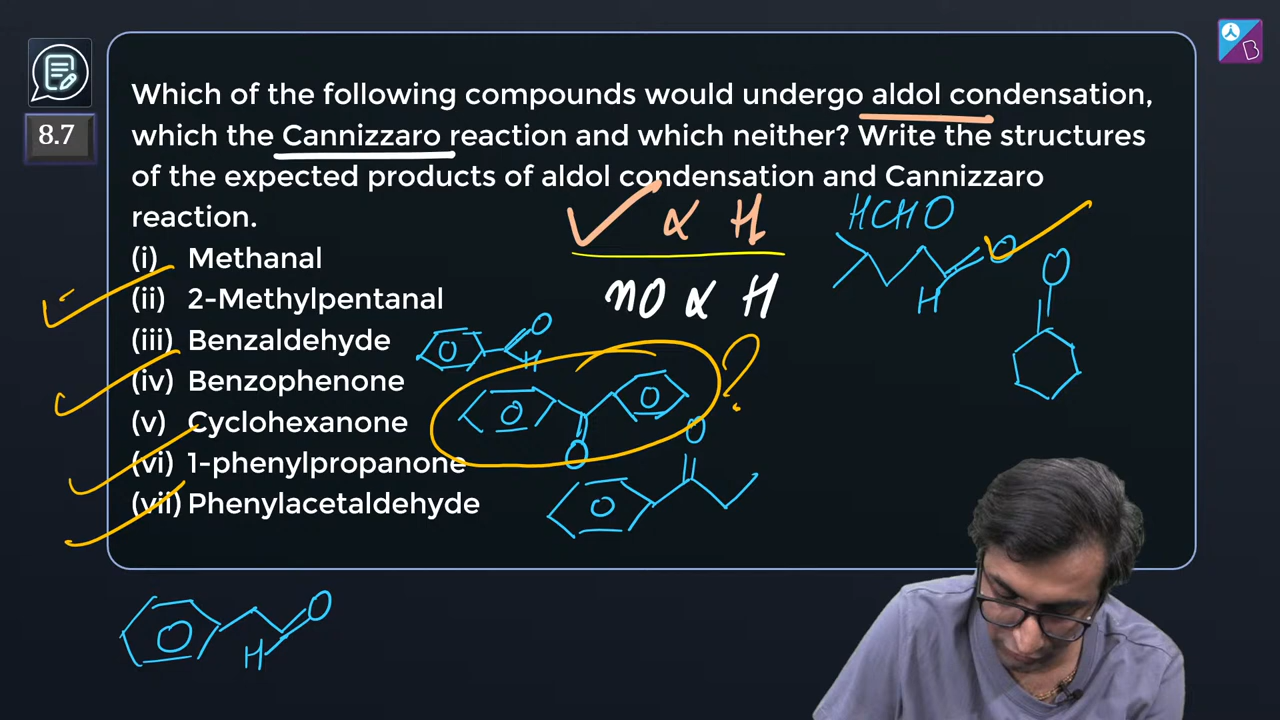 Which of the following compounds would undergo aldol condensation,
which the Cannizzaro reaction and which neither? Write the structures
8.7
of the expected products of aldol condensation and Cannizzaro
reaction.
✓ α H
HCHO
(i) Methanal
no α H
O
O
H
(ii) 2-Methylpentanal
(iii) Benzaldehyde
O
H
(iv) Benzophenone
?
(v) Cyclohexanone
O
O
(vi) 1-phenylpropanone
(vii) Phenylacetaldehyde
O
H
B